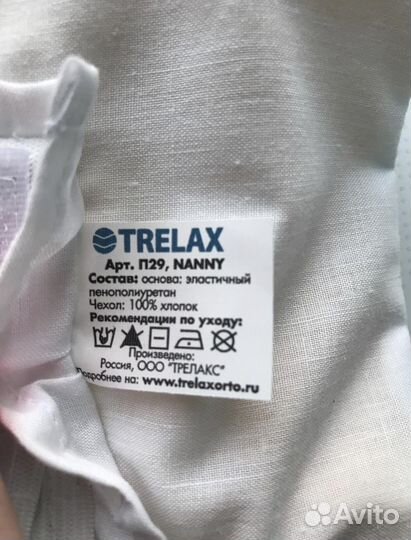 TRELAX
Арт. П29, NANNY
Состав: основа: эластичный
пенополиуретан
Чехол: 100% хлопок
Рекомендации по уходу:
Произведено:
Россия, ООО "ТРЕЛАКС"
Подробнее на: www.trelaxorto.ru
Avito